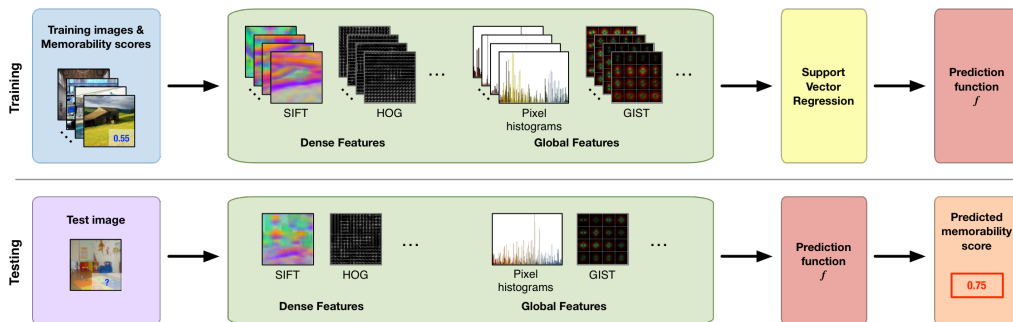 Training
Training images &
Memorability scores
0.55
SIFT
HOG
...
Pixel
histograms
GIST
...
Dense Features
Global Features
Support
Vector
Regression
Prediction
function
f
Testing
Test image
?
SIFT
HOG
...
Pixel
histograms
GIST
...
Dense Features
Global Features
Prediction
function
f
Predicted
memorability
score
0.75